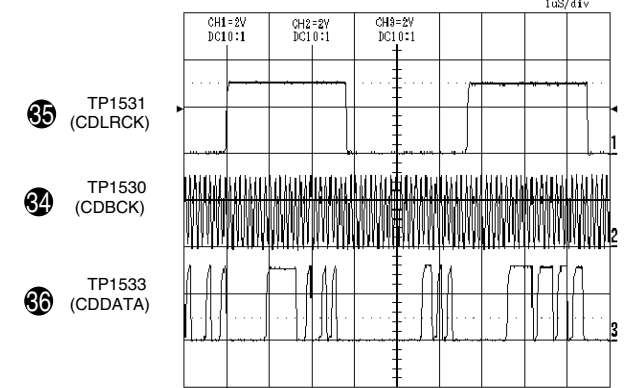 1uS/div
CH1=2V CH2=2V CH3=2V
DC10:1 DC10:1 DC10:1
35 TP1531
(CDLRCK)
1
34 TP1530
(CDBCK)
2
36 TP1533
(CDDATA)
3